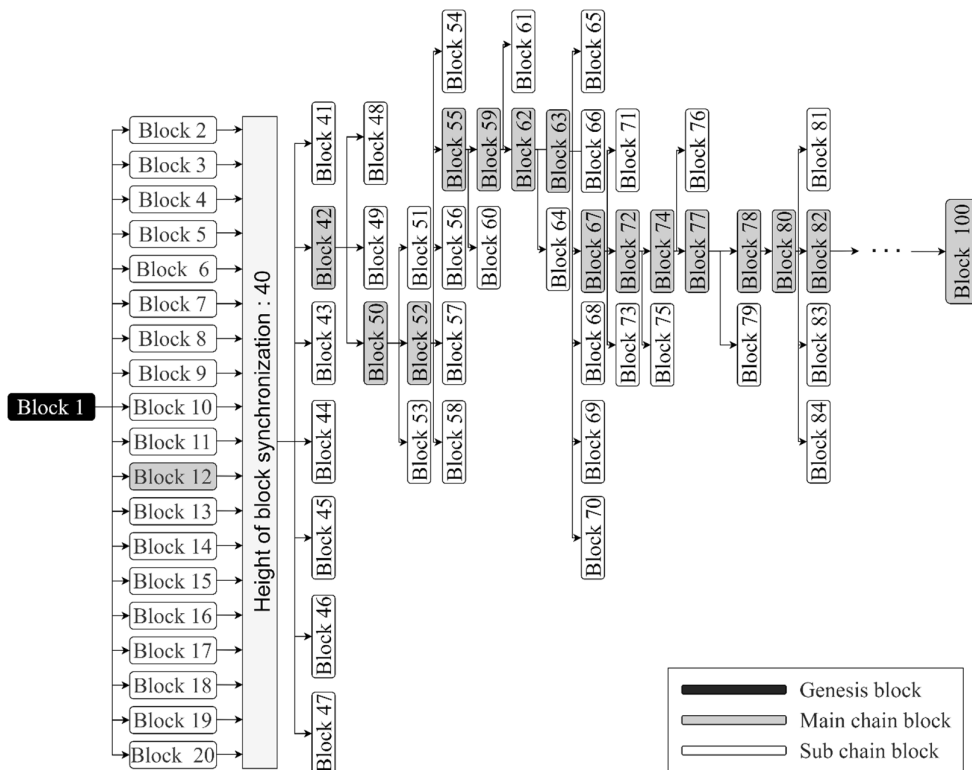 Block 1
Block 2
Block 3
Block 4
Block 5
Block 6
Block 7
Block 8
Block 9
Block 10
Block 11
Block 12
Block 13
Block 14
Block 15
Block 16
Block 17
Block 18
Block 19
Block 20
Height of block synchronization : 40
Block 41
Block 42
Block 43
Block 44
Block 45
Block 46
Block 47
Block 48
Block 49
Block 50
Block 51
Block 52
Block 53
Block 54
Block 55
Block 56
Block 57
Block 58
Block 59
Block 60
Block 61
Block 62
Block 63
Block 64
Block 65
Block 66
Block 67
Block 68
Block 69
Block 70
Block 71
Block 72
Block 73
Block 74
Block 75
Block 76
Block 77
Block 78
Block 79
Block 80
Block 81
Block 82
Block 83
Block 84
· · ·
Block 100
Genesis block
Main chain block
Sub chain block